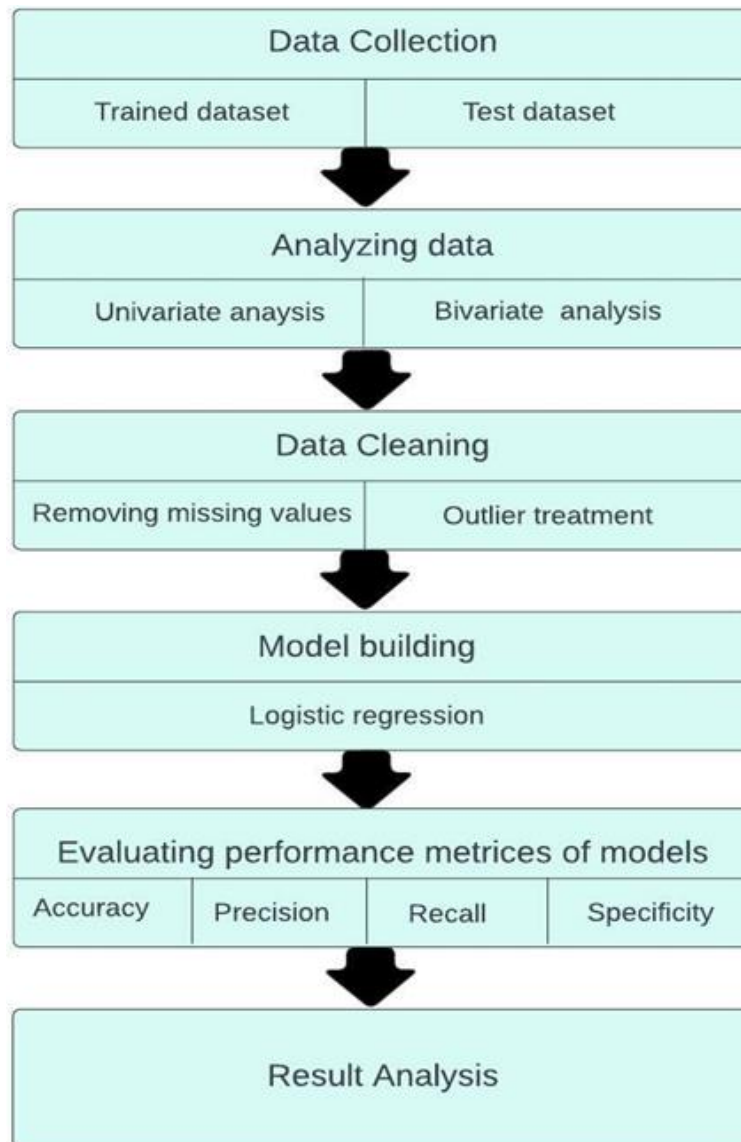 Data Collection
Trained dataset
Test dataset
Analyzing data
Univariate anaysis
Bivariate analysis
Data Cleaning
Removing missing values
Outlier treatment
Model building
Logistic regression
Evaluating performance metrices of models
Accuracy
Precision
Recall
Specificity
Result Analysis